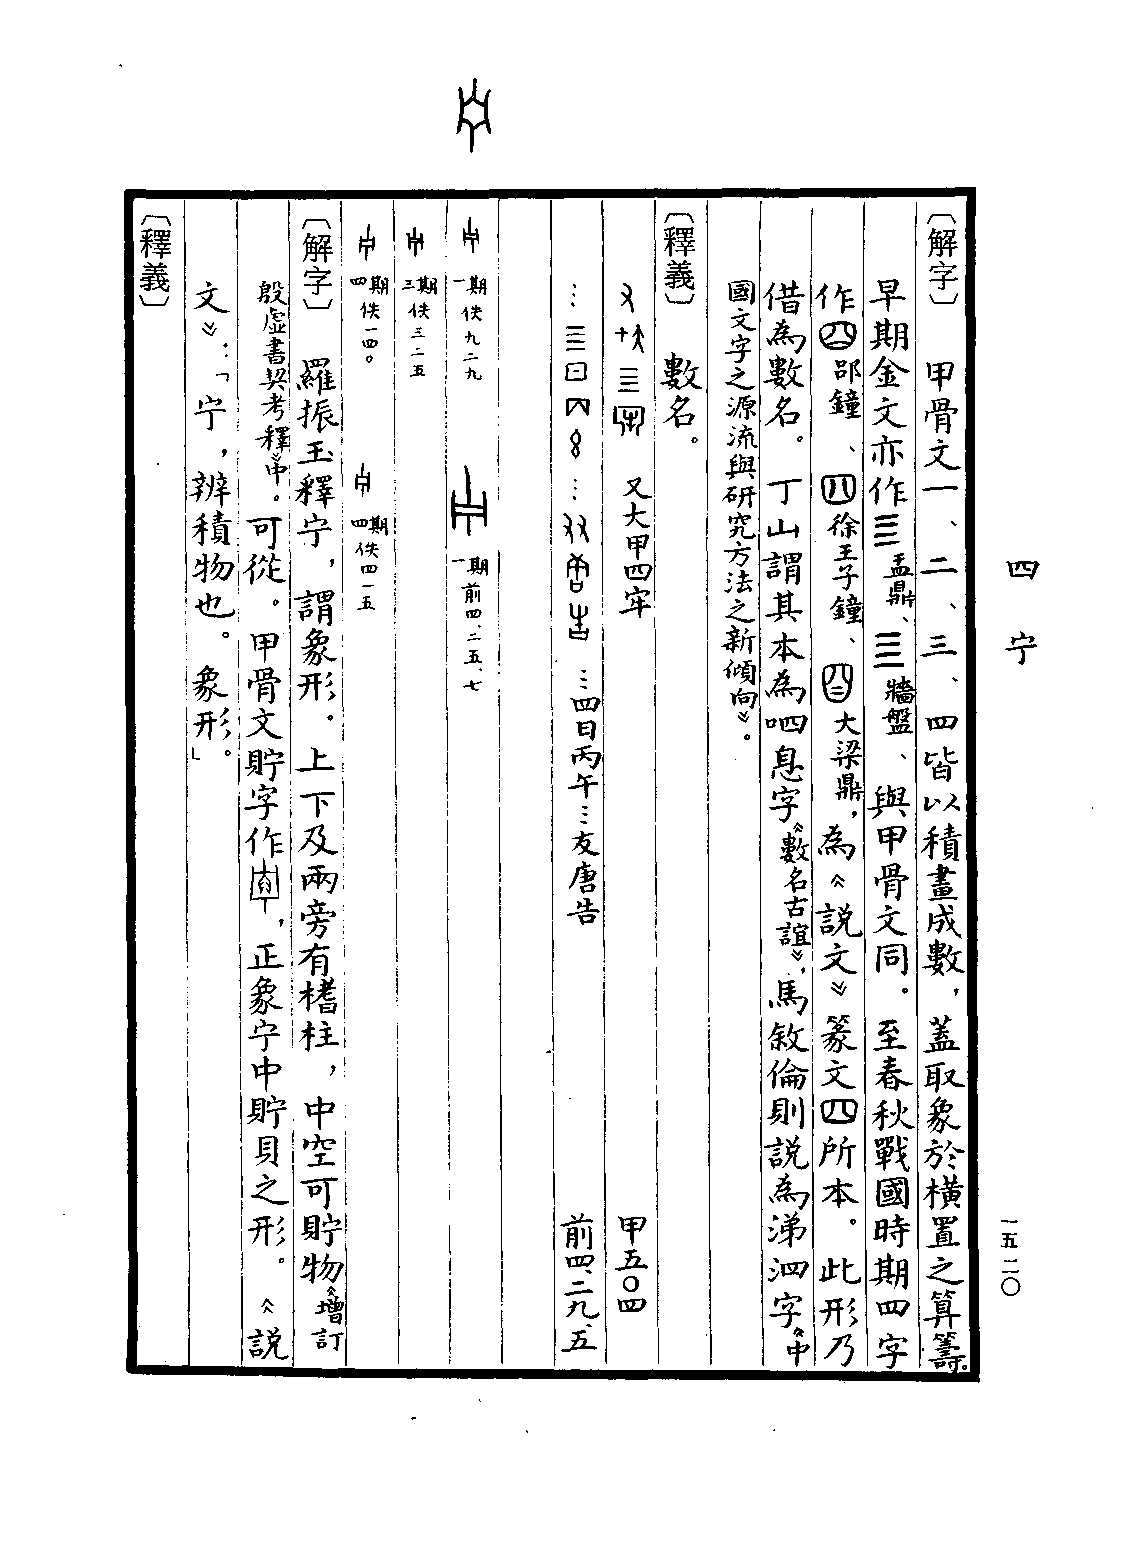 四 宁
一五二〇
〔解字〕 甲骨文一、二、三、四皆以積畫成數，蓋取象於橫置之算籌。
早期金文亦作亖盂鼎、亖牆盤、與甲骨文同。至春秋戰國時期四字
作 郘鐘、 徐王子鐘、 大梁鼎，為《說文》篆文四所本。此形乃
借為數名。丁山謂其本為呬息字《數名古誼》，馬敘倫則説為涕泗字《中
國文字之源流與研究方法之新傾向》。
〔釋義〕 數名。
又大甲四牢 甲五〇四
…四日丙午…友唐告 前四、二九、五
一期佚九二九 一期前四、二五、七
三期佚三二五
四期佚一四。 四期佚四一五
〔解字〕 羅振玉釋宁，謂象形。上下及兩旁有榰柱，中空可貯物《增訂
殷虛書契考釋》中。可從。甲骨文貯字作 ，正象宁中貯貝之形。《説
文》：「宁，辨積物也。象形。」
〔釋義〕